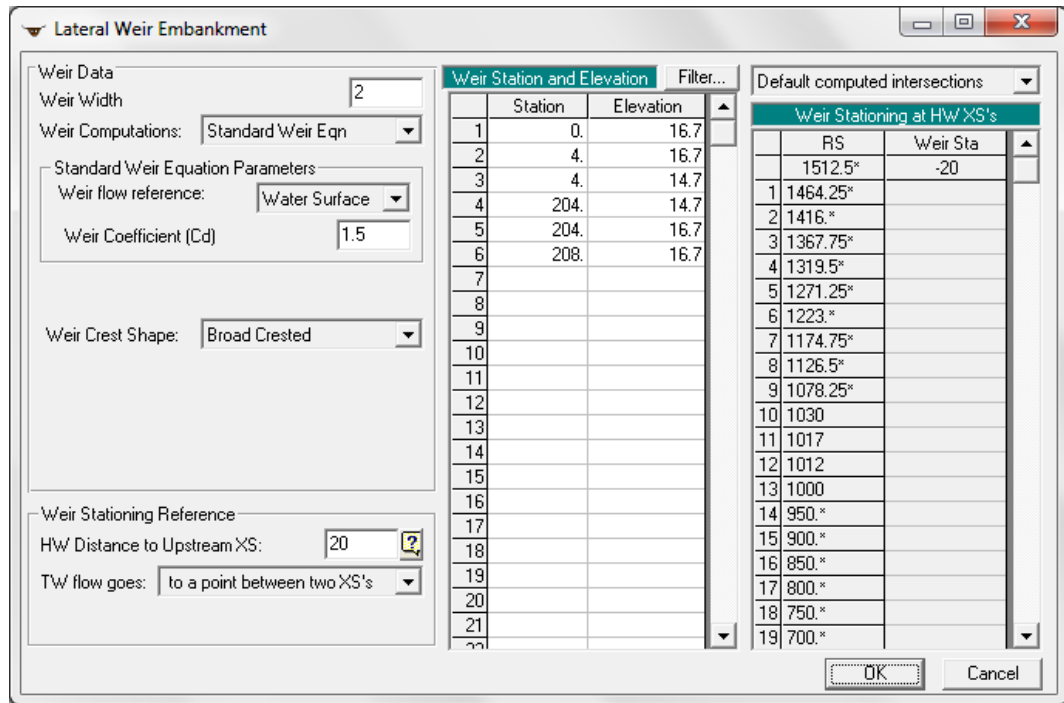 Lateral Weir Embankment
Weir Data
Weir Width 2
Weir Computations: Standard Weir Eqn
Standard Weir Equation Parameters
Weir flow reference: Water Surface
Weir Coefficient (Cd) 1.5
Weir Crest Shape: Broad Crested
Weir Stationing Reference
HW Distance to Upstream XS: 20 ?
TW flow goes: to a point between two XS's
Weir Station and Elevation Filter...
Station Elevation
1 0. 16.7
2 4. 16.7
3 4. 14.7
4 204. 14.7
5 204. 16.7
6 208. 16.7
7
8
9
10
11
12
13
14
15
16
17
18
19
20
21
22
Default computed intersections
Weir Stationing at HW XS's
RS Weir Sta
1512.5* -20
1 1464.25*
2 1416.*
3 1367.75*
4 1319.5*
5 1271.25*
6 1223.*
7 1174.75*
8 1126.5*
9 1078.25*
10 1030
11 1017
12 1012
13 1000
14 950.*
15 900.*
16 850.*
17 800.*
18 750.*
19 700.*
OK Cancel